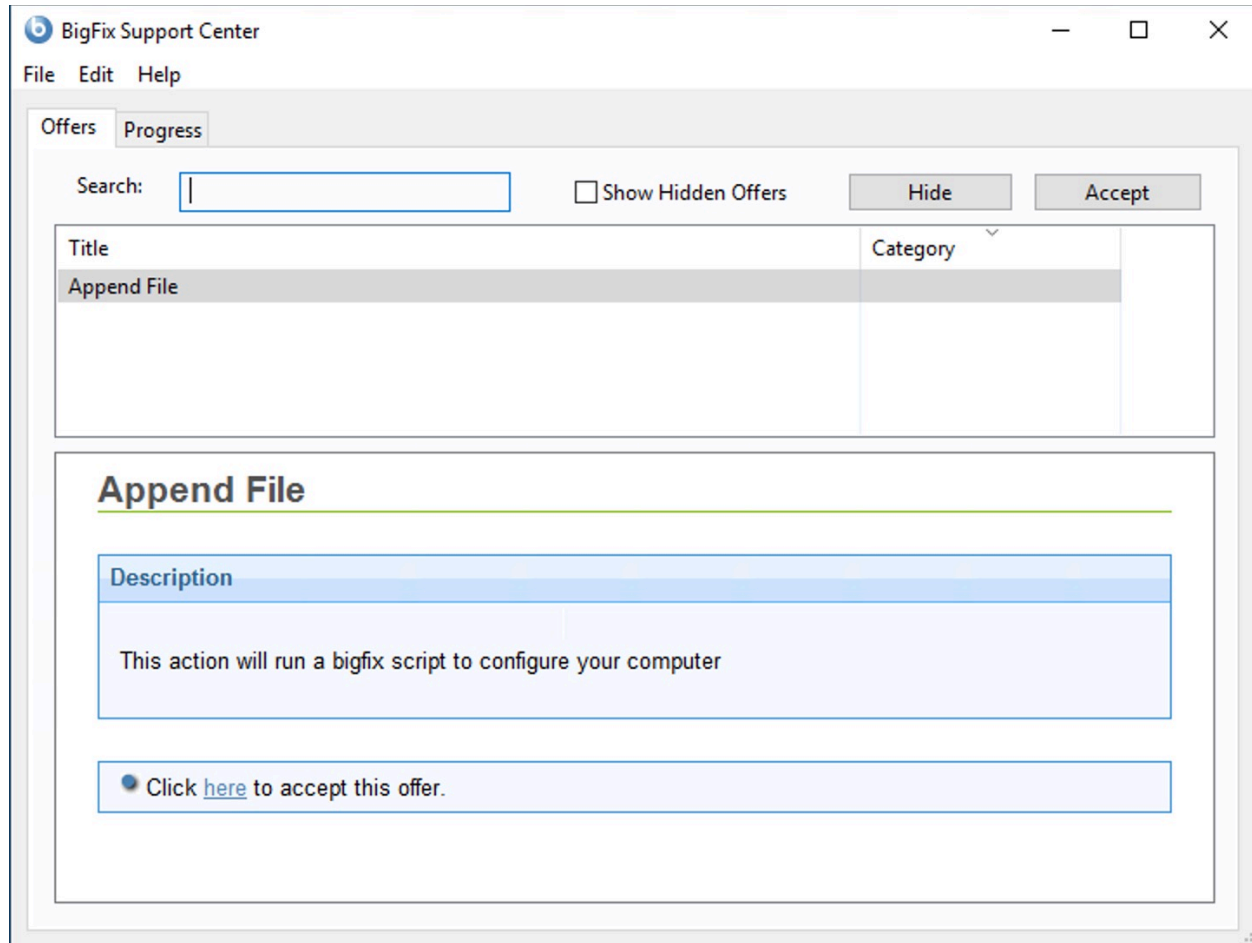 BigFix Support Center
File Edit Help
Offers Progress
Search: Show Hidden Offers Hide Accept
Title Category
Append File
Append File
Description
This action will run a bigfix script to configure your computer
Click here to accept this offer.